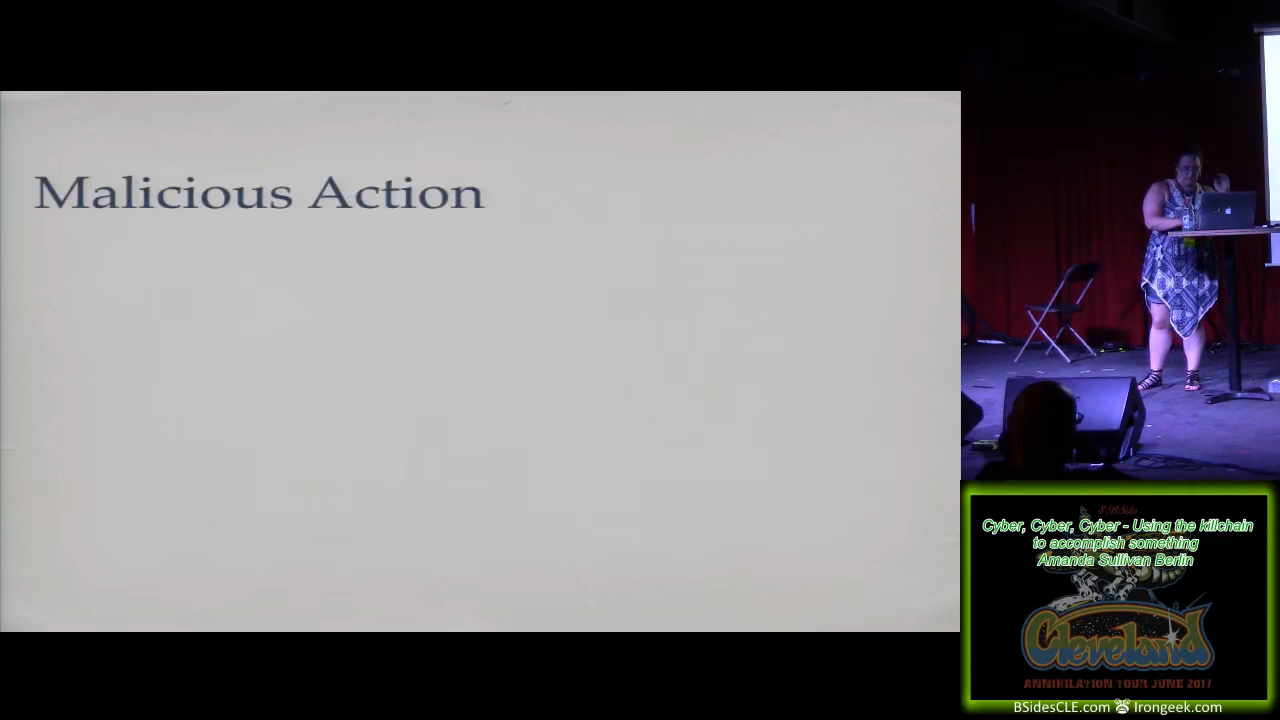 Malicious Action
Cyber, Cyber, Cyber - Using the killchain
to accomplish something
Amanda Sullivan Berlin
Cleveland
ANNIHILATION TOUR JUNE 2017
BSidesCLE.com Irongeek.com